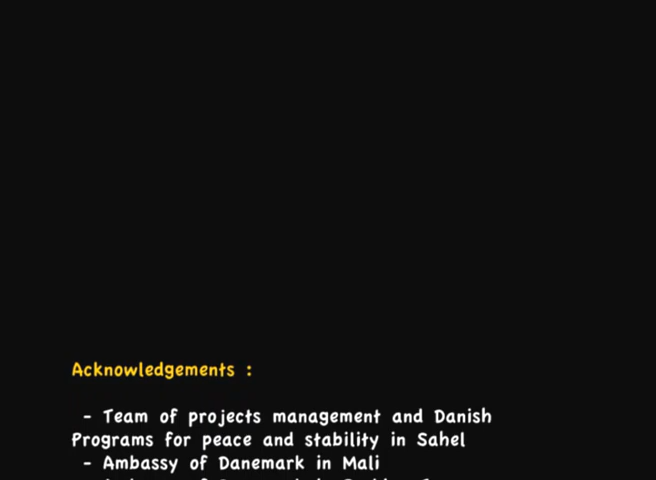 Acknowledgements :
- Team of projects management and Danish
Programs for peace and stability in Sahel
- Ambassy of Danemark in Mali